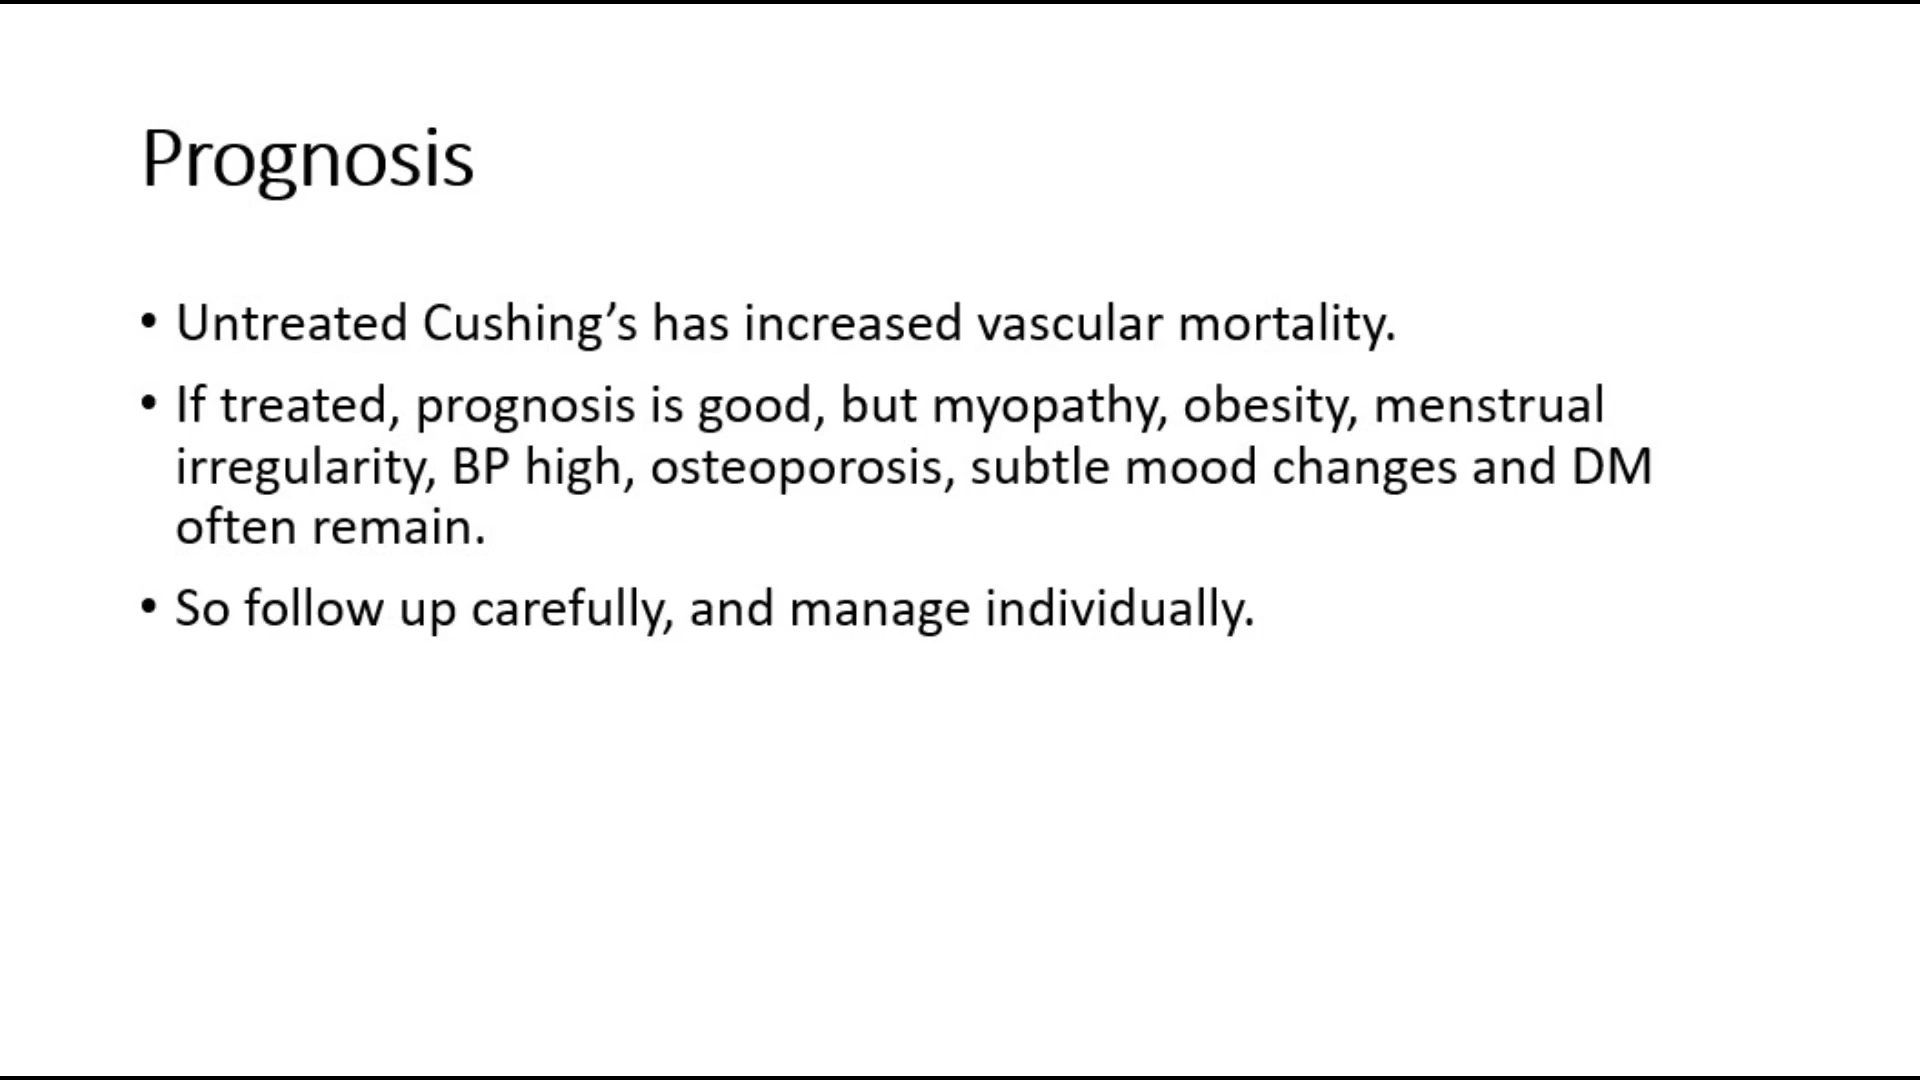 Prognosis
• Untreated Cushing’s has increased vascular mortality.
• If treated, prognosis is good, but myopathy, obesity, menstrual
irregularity, BP high, osteoporosis, subtle mood changes and DM
often remain.
• So follow up carefully, and manage individually.